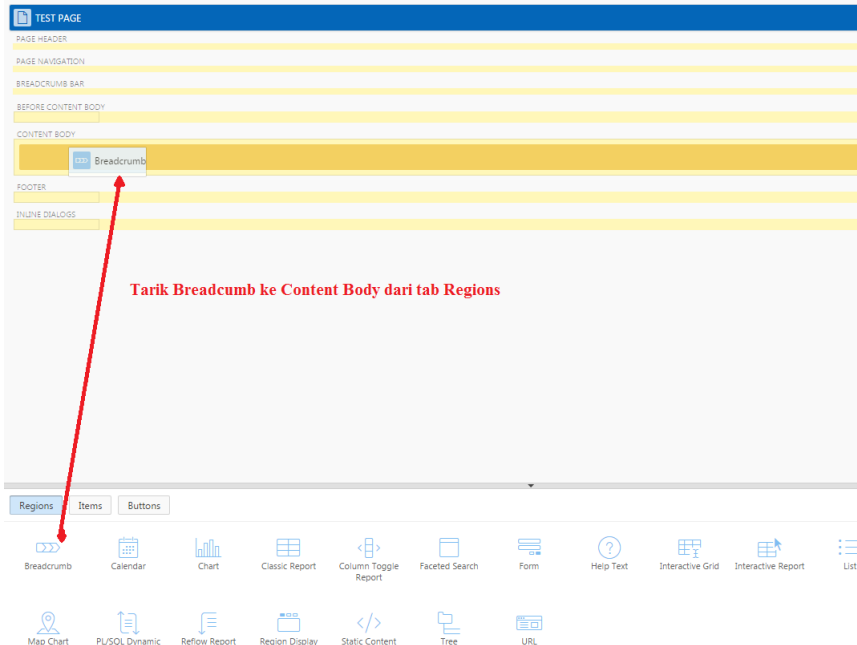 TEST PAGE
PAGE HEADER
PAGE NAVIGATION
BREADCRUMB BAR
BEFORE CONTENT BODY
CONTENT BODY
Breadcrumb
FOOTER
INLINE DIALOGS
Tarik Breadcumb ke Content Body dari tab Regions
Regions Items Buttons
Breadcrumb Calendar Chart Classic Report Column Toggle Faceted Search Form Help Text Interactive Grid Interactive Report List
Report
Map Chart PL/SQL Dynamic Reflow Report Region Display Static Content Tree URL